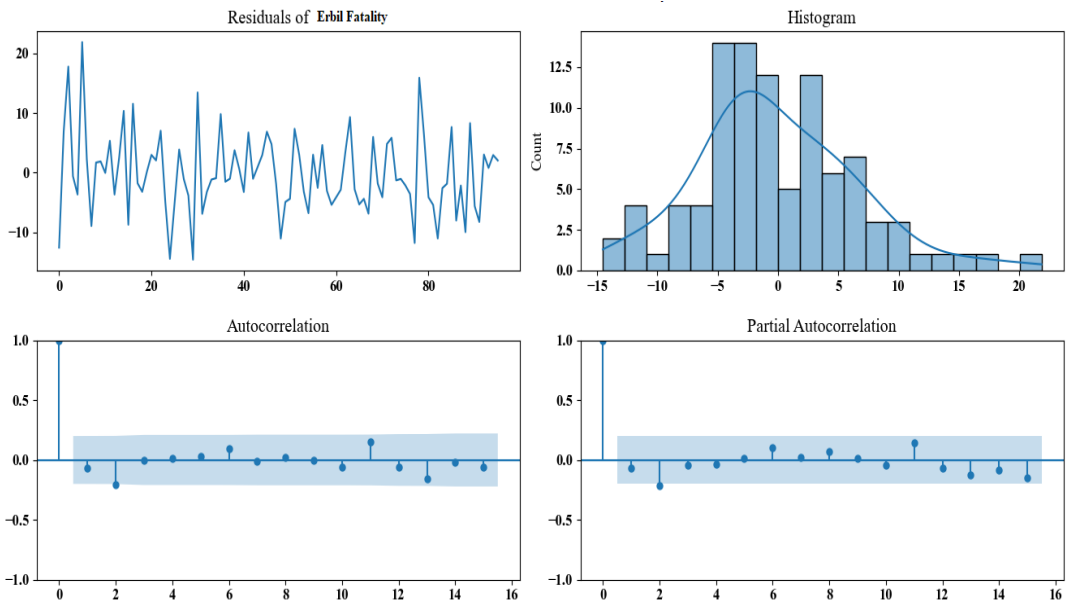 Residuals of Erbil Fatality
20
10
0
−10
0 20 40 60 80
Histogram
Count
12.5
10.0
7.5
5.0
2.5
0.0
−15 −10 −5 0 5 10 15 20
Autocorrelation
1.0
0.5
0.0
−0.5
−1.0
0 2 4 6 8 10 12 14 16
Partial Autocorrelation
1.0
0.5
0.0
−0.5
−1.0
0 2 4 6 8 10 12 14 16